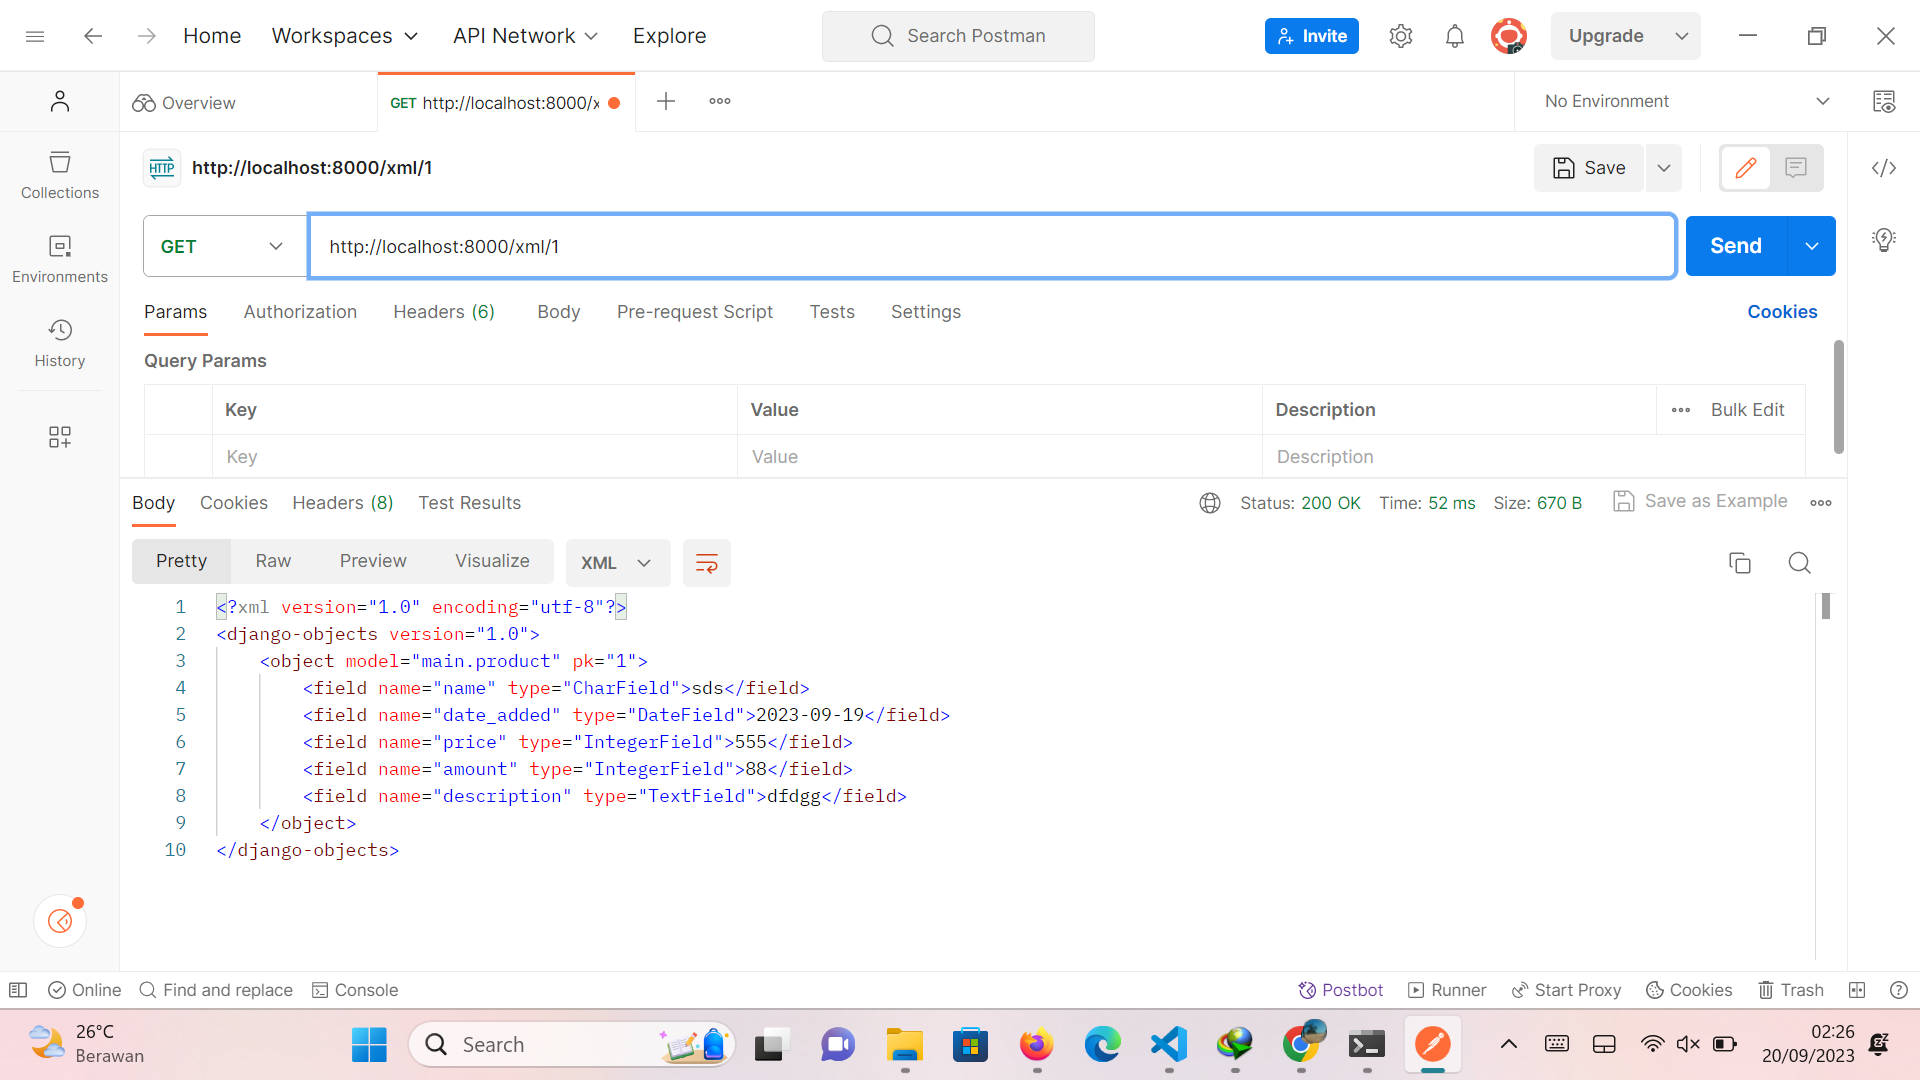 Home Workspaces API Network Explore Search Postman Invite Upgrade
Overview GET http://localhost:8000/x No Environment
HTTP http://localhost:8000/xml/1 Save
GET http://localhost:8000/xml/1 Send
Collections
Environments
History
Params Authorization Headers (6) Body Pre-request Script Tests Settings Cookies
Query Params
Key Value Description Bulk Edit
Key Value Description
Body Cookies Headers (8) Test Results Status: 200 OK Time: 52 ms Size: 670 B Save as Example
Pretty Raw Preview Visualize XML
1 <?xml version="1.0" encoding="utf-8"?>
2 <django-objects version="1.0">
3 <object model="main.product" pk="1">
4 <field name="name" type="CharField">sds</field>
5 <field name="date_added" type="DateField">2023-09-19</field>
6 <field name="price" type="IntegerField">555</field>
7 <field name="amount" type="IntegerField">88</field>
8 <field name="description" type="TextField">dfdgg</field>
9 </object>
10 </django-objects>
Online Find and replace Console Postbot Runner Start Proxy Cookies Trash
26°C
Berawan
Search
02:26
20/09/2023